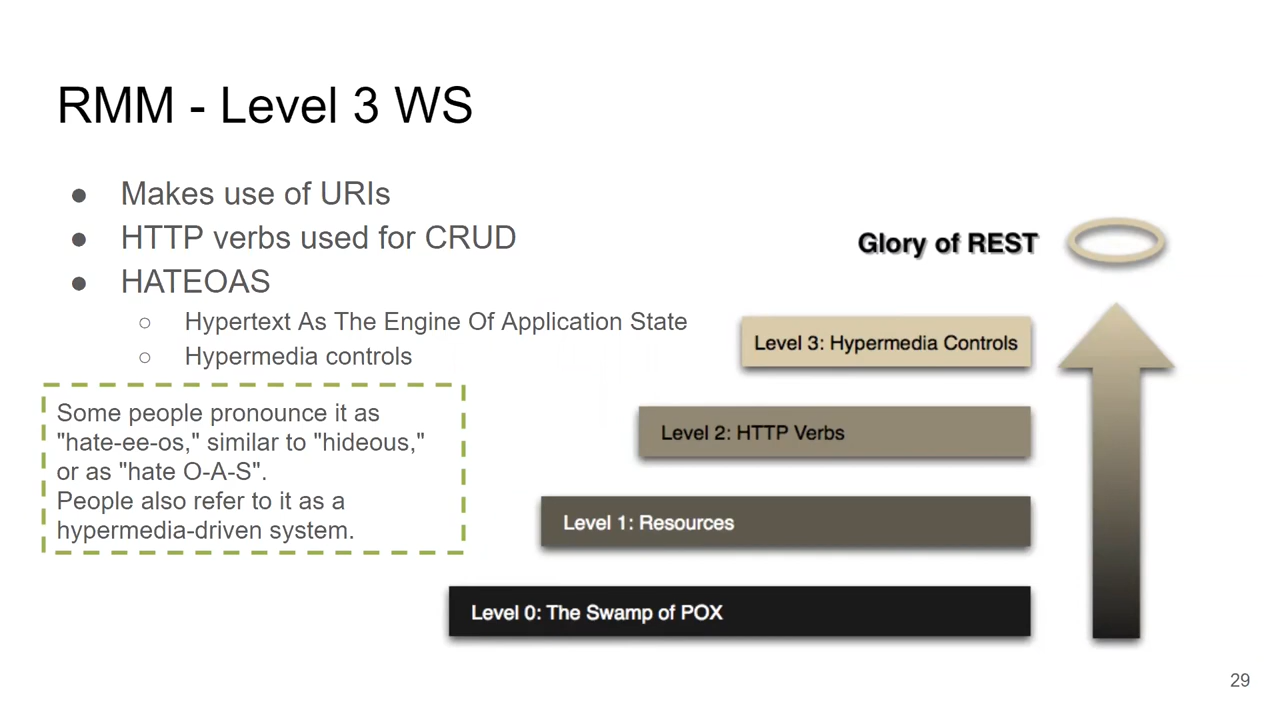 RMM - Level 3 WS
● Makes use of URIs
● HTTP verbs used for CRUD
● HATEOAS
○ Hypertext As The Engine Of Application State
○ Hypermedia controls
Some people pronounce it as
"hate-ee-os," similar to "hideous,"
or as "hate O-A-S".
People also refer to it as a
hypermedia-driven system.
Glory of REST
Level 3: Hypermedia Controls
Level 2: HTTP Verbs
Level 1: Resources
Level 0: The Swamp of POX
29